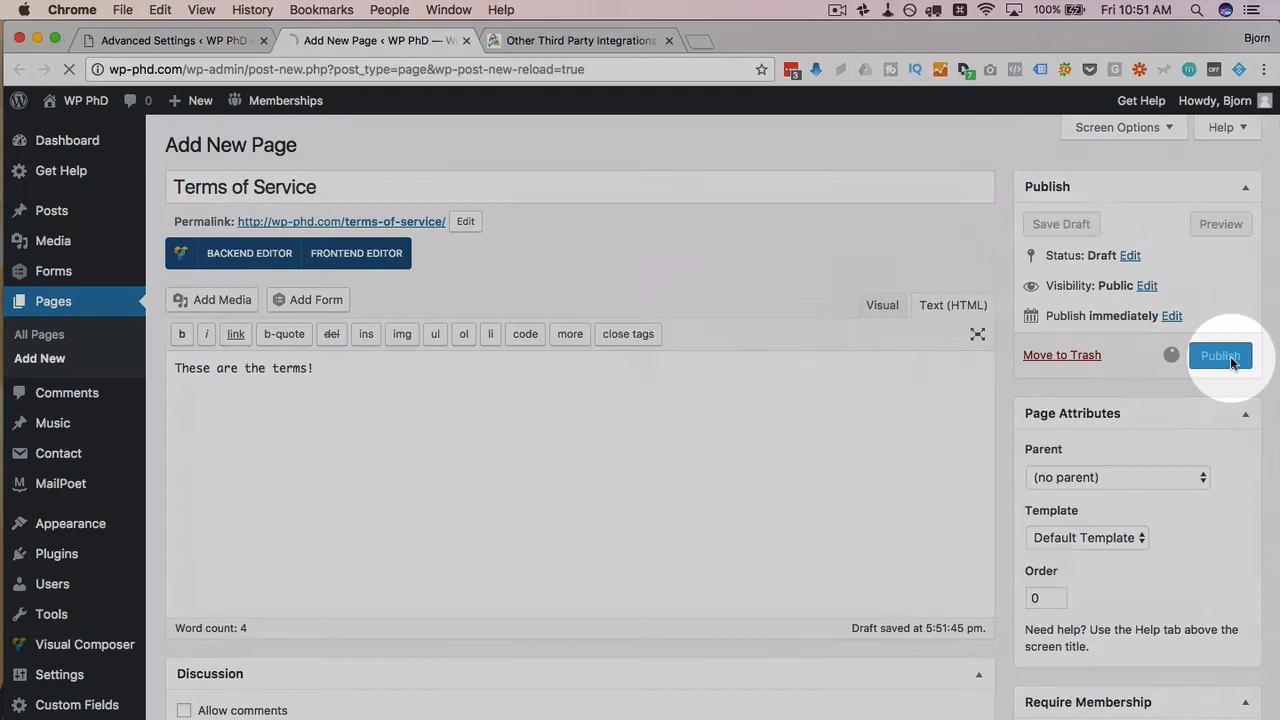 Chrome File Edit View History Bookmarks People Window Help 100% Fri 10:51 AM
Advanced Settings < WP PhD - Add New Page < WP PhD — W Other Third Party Integrations Bjorn
wp-phd.com/wp-admin/post-new.php?post_type=page&wp-post-new-reload=true
WP PhD 0 New Memberships Get Help Howdy, Bjorn
Screen Options Help
Dashboard
Get Help
Posts
Media
Forms
Pages
All Pages
Add New
Comments
Music
Contact
MailPoet
Appearance
Plugins
Users
Tools
Visual Composer
Settings
Custom Fields
Add New Page
Terms of Service
Permalink: http://wp-phd.com/terms-of-service/ Edit
BACKEND EDITOR FRONTEND EDITOR
Add Media Add Form Visual Text (HTML)
b i link b-quote del ins img ul ol li code more close tags
These are the terms!
Word count: 4 Draft saved at 5:51:45 pm.
Discussion
Allow comments
Publish
Save Draft Preview
Status: Draft Edit
Visibility: Public Edit
Publish immediately Edit
Move to Trash Publish
Page Attributes
Parent
(no parent)
Template
Default Template
Order
0
Need help? Use the Help tab above the
screen title.
Require Membership